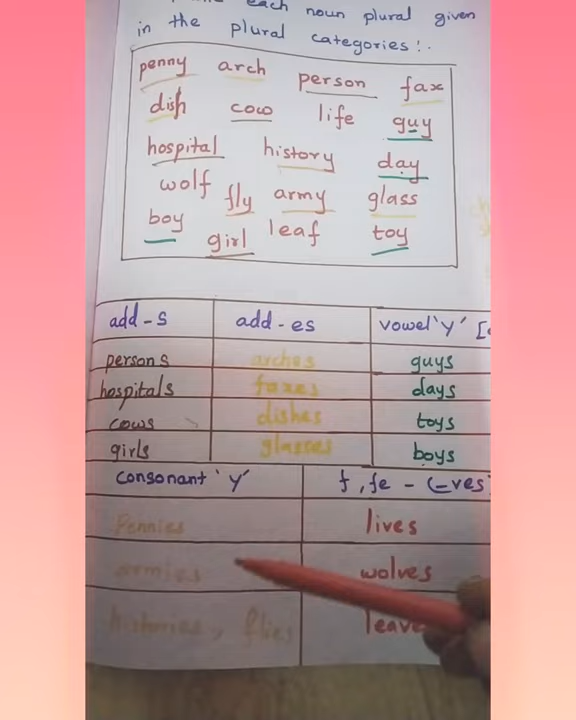 each noun plural given
in the plural categories!.
penny arch person fax
dish cow life guy
hospital history day
wolf fly army glass
boy girl leaf toy
add-s add-es vowel 'y'
persons arches guys
hospitals faxes days
cows dishes toys
girls glasses boys
consonant 'y' f, fe - (-ves)
Pennies lives
armies wolves
histories, flies